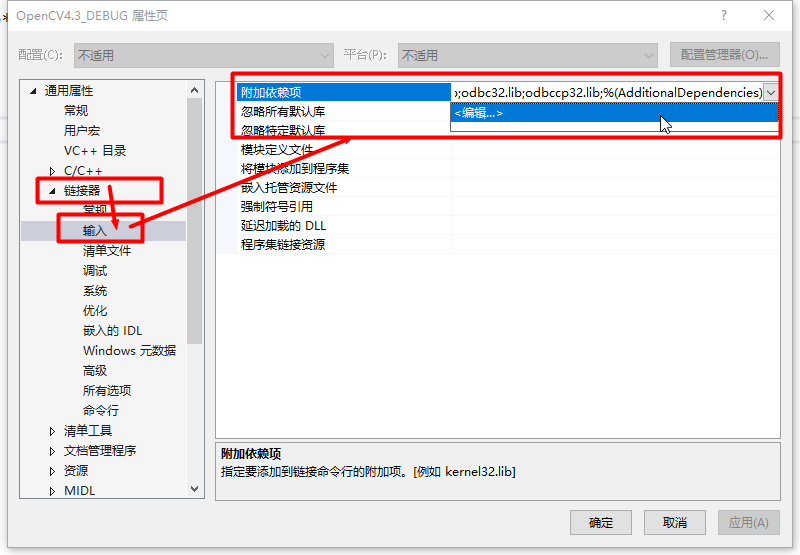 OpenCV4.3_DEBUG 属性页
配置(C): 不适用 平台(P): 不适用 配置管理器(O)...
通用属性
常规
用户宏
VC++ 目录
C/C++
链接器
常规
输入
清单文件
调试
系统
优化
嵌入的 IDL
Windows 元数据
高级
所有选项
命令行
清单工具
文档管理程序
资源
MIDL
附加依赖项 ;odbc32.lib;odbccp32.lib;%(AdditionalDependencies)
<编辑...>
忽略所有默认库
忽略特定默认库
模块定义文件
将模块添加到程序集
嵌入托管资源文件
强制符号引用
延迟加载的 DLL
程序集链接资源
附加依赖项
指定要添加到链接命令行的附加项。[例如 kernel32.lib]
确定 取消 应用(A)